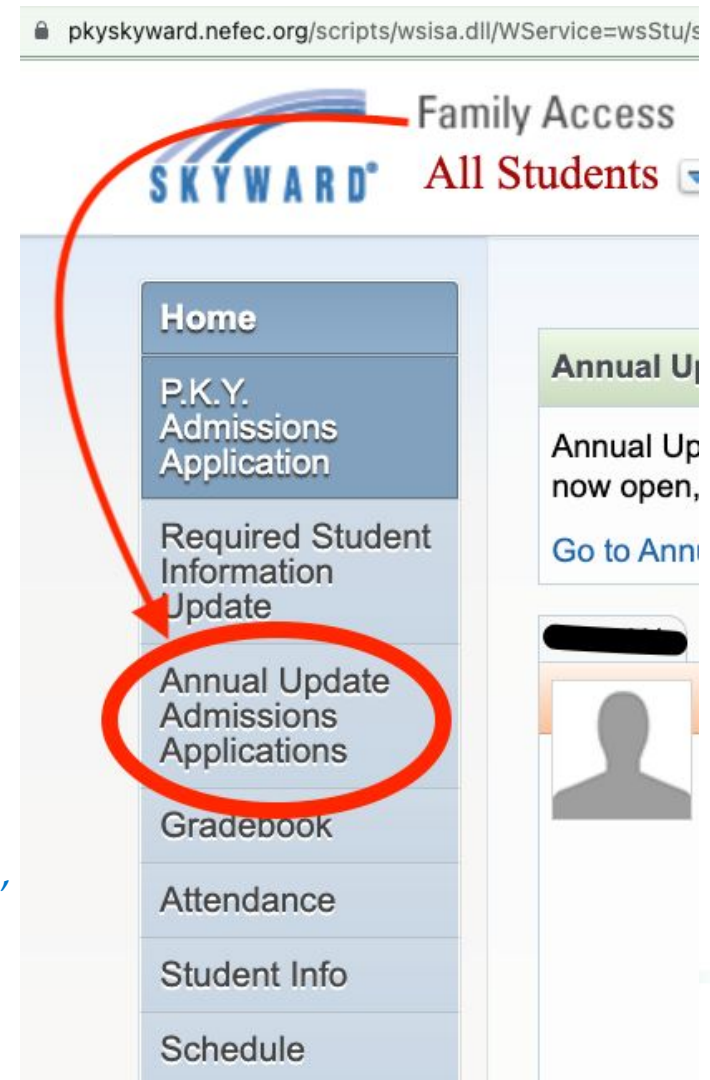 pkyskyward.nefec.org/scripts/wsisa.dll/WService=wsStu/s
Family Access
SKYWARD®
All Students
Home
P.K.Y.
Admissions
Application
Required Student
Information
Update
Annual Update
Admissions
Applications
Gradebook
Attendance
Student Info
Schedule
Annual Up
Annual Up
now open,
Go to Ann
,